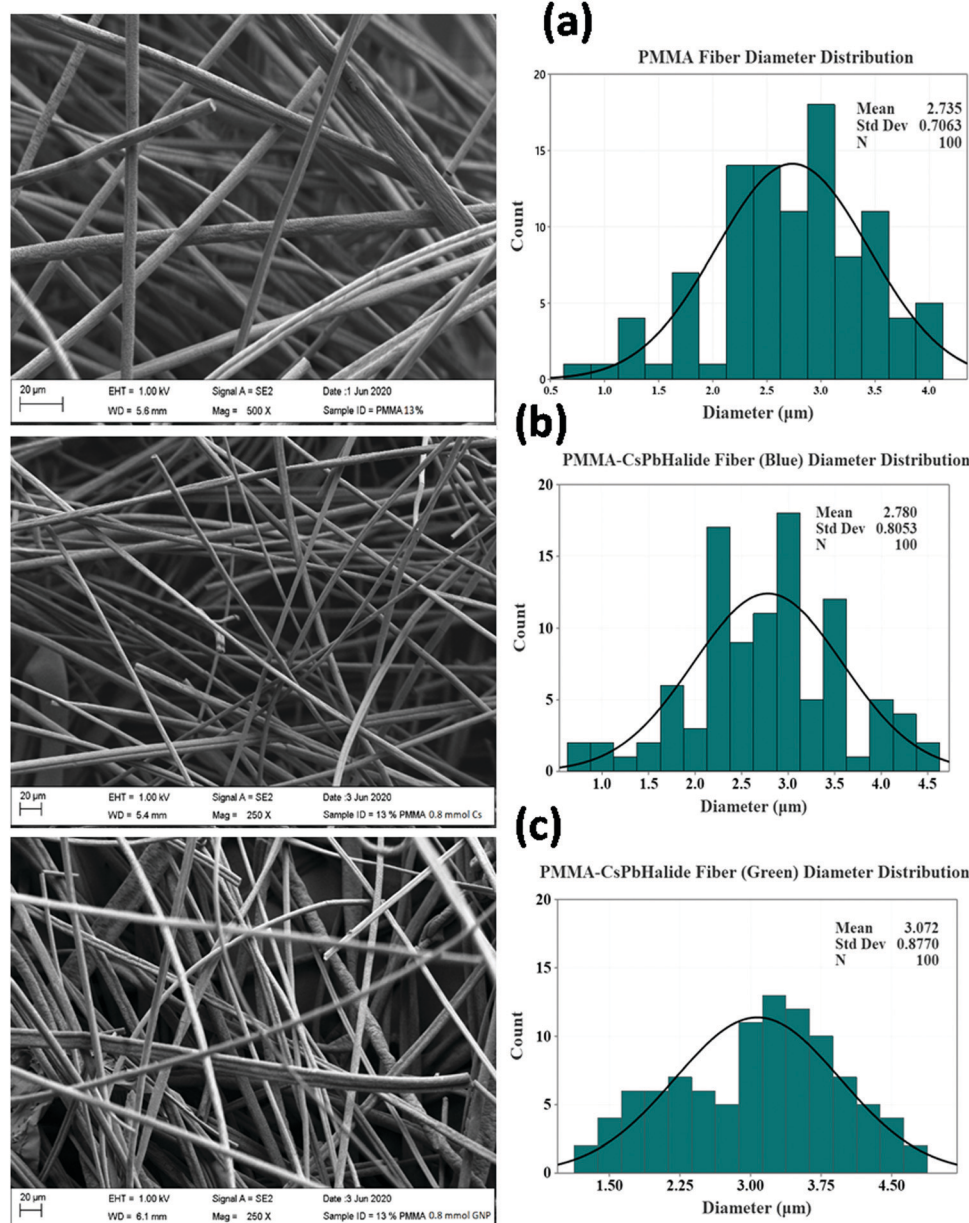 (a)
PMMA Fiber Diameter Distribution
20
15
10
5
0
Count
Mean 2.735
Std Dev 0.7063
N 100
0.5 1.0 1.5 2.0 2.5 3.0 3.5 4.0
Diameter (µm)
20 µm
EHT = 1.00 kV Signal A = SE2 Date :1 Jun 2020
WD = 5.6 mm Mag = 500 X Sample ID = PMMA 13%
(b)
PMMA-CsPbHalide Fiber (Blue) Diameter Distribution
20
15
10
5
0
Count
Mean 2.780
Std Dev 0.8053
N 100
1.0 1.5 2.0 2.5 3.0 3.5 4.0 4.5
Diameter (µm)
20 µm
EHT = 1.00 kV Signal A = SE2 Date :3 Jun 2020
WD = 5.4 mm Mag = 250 X Sample ID = 13 % PMMA 0.8 mmol Cs
(c)
PMMA-CsPbHalide Fiber (Green) Diameter Distribution
20
15
10
5
0
Count
Mean 3.072
Std Dev 0.8770
N 100
1.50 2.25 3.00 3.75 4.50
Diameter (µm)
20 µm
EHT = 1.00 kV Signal A = SE2 Date :3 Jun 2020
WD = 6.1 mm Mag = 250 X Sample ID = 13 % PMMA 0.8 mmol GNP